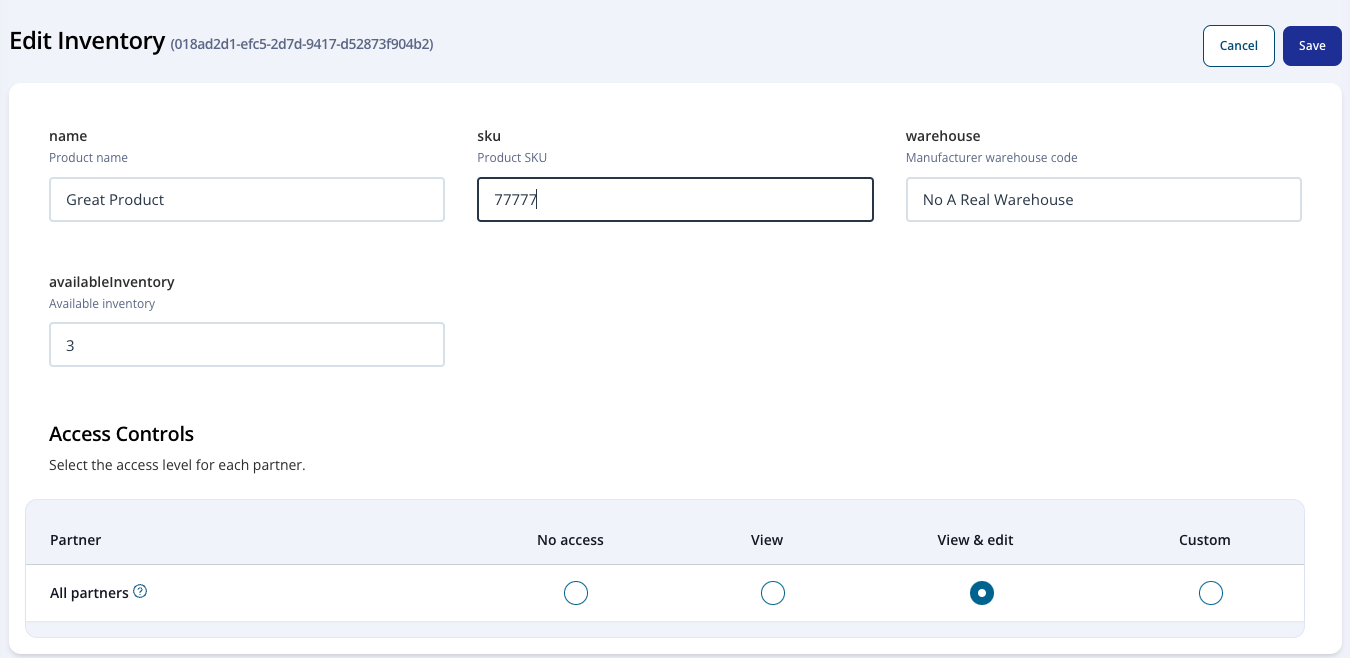 Edit Inventory (018ad2d1-efc5-2d7d-9417-d52873f904b2)
Cancel
Save
name
Product name
Great Product
sku
Product SKU
77777
warehouse
Manufacturer warehouse code
No A Real Warehouse
availableInventory
Available inventory
3
Access Controls
Select the access level for each partner.
Partner No access View View & edit Custom
All partners ?